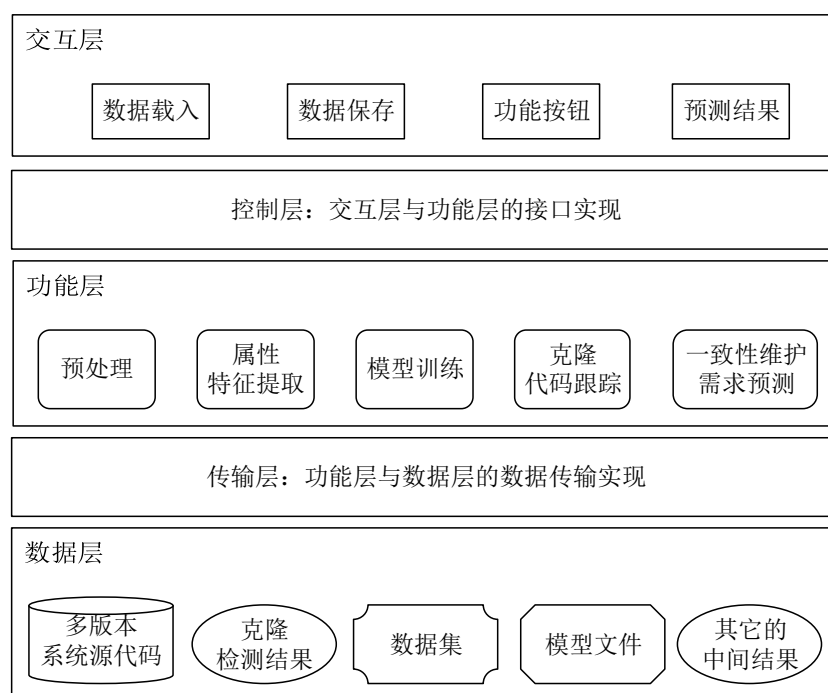 交互层
数据载入
数据保存
功能按钮
预测结果
控制层：交互层与功能层的接口实现
功能层
预处理
属性
特征提取
模型训练
克隆
代码跟踪
一致性维护
需求预测
传输层：功能层与数据层的数据传输实现
数据层
多版本
系统源代码
克隆
检测结果
数据集
模型文件
其它的
中间结果